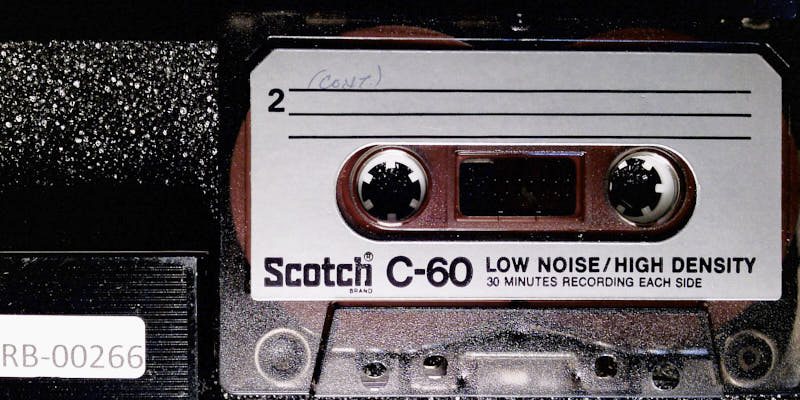 (CONT.)
2
Scotch® BRAND C-60 LOW NOISE/HIGH DENSITY
30 MINUTES RECORDING EACH SIDE
RB-00266